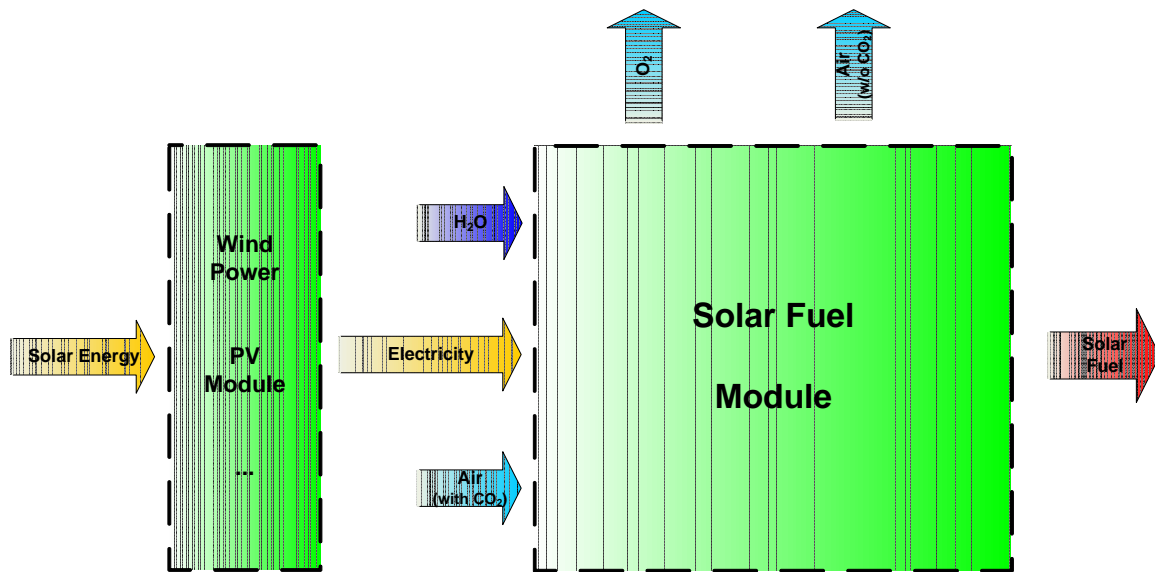 O₂
Air
(w/o CO₂)
Wind
Power
PV
Module
...
Solar Energy
H₂O
Electricity
Air
(with CO₂)
Solar Fuel
Module
Solar
Fuel